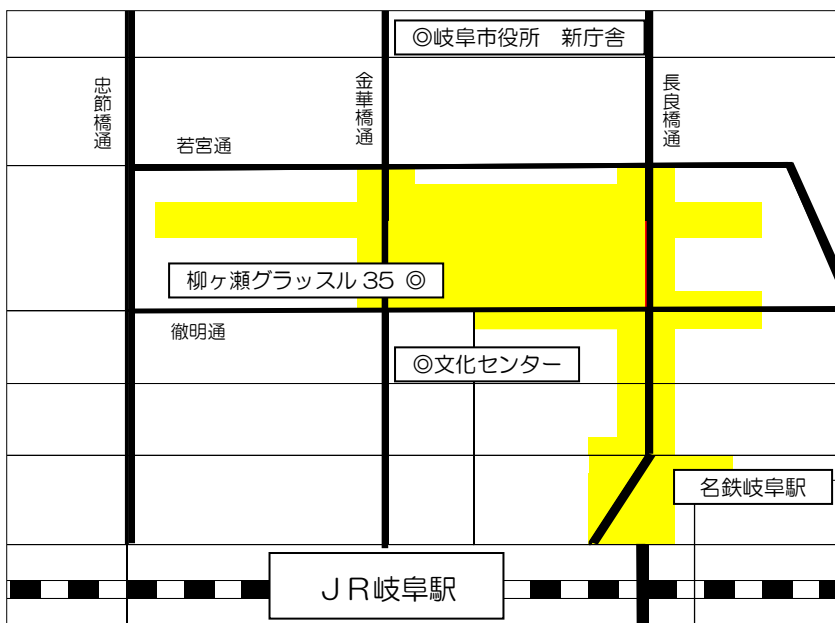 ◎岐阜市役所　新庁舎
忠節橋通
金華橋通
長良橋通
若宮通
柳ヶ瀬グラッスル 35 ◎
徹明通
◎文化センター
名鉄岐阜駅
ＪＲ岐阜駅